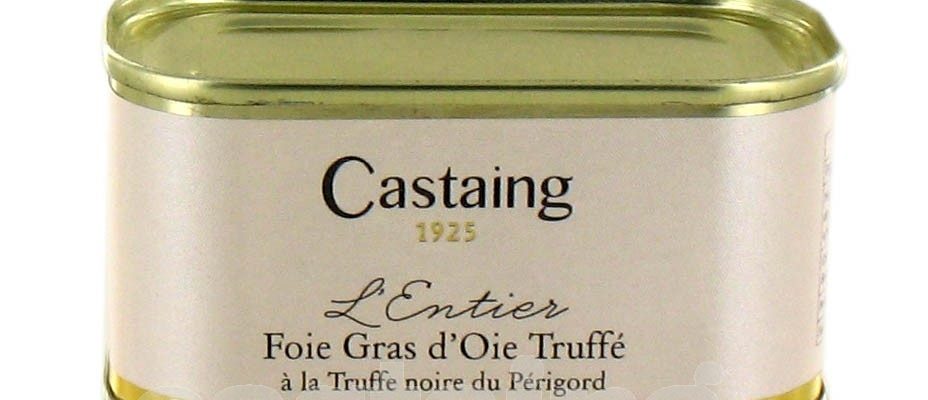 Castaing
1925
L'Entier
Foie Gras d'Oie Truffé
à la Truffe noire du Périgord